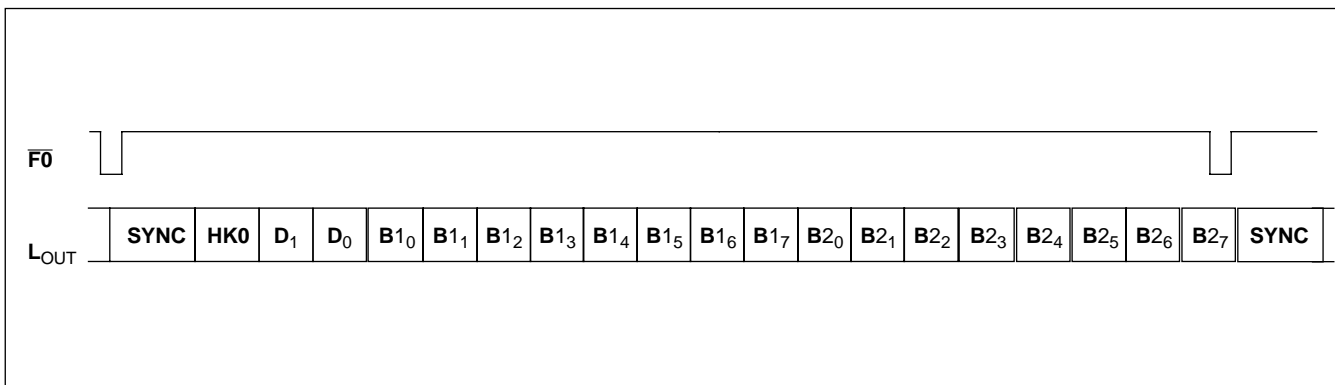 F0
L_OUT SYNC HK0 D₁ D₀ B1₀ B1₁ B1₂ B1₃ B1₄ B1₅ B1₆ B1₇ B2₀ B2₁ B2₂ B2₃ B2₄ B2₅ B2₆ B2₇ SYNC